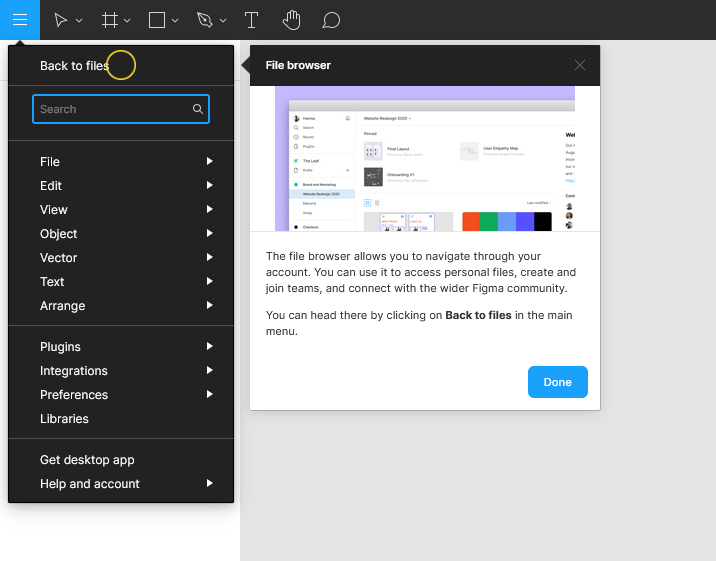 Back to files
Search
File
Edit
View
Object
Vector
Text
Arrange
Plugins
Integrations
Preferences
Libraries
Get desktop app
Help and account
File browser
Hanna
Search
Recent
Plugins
The Leaf
Drafts
Brand and Marketing
Website Redesign 2020
Swag
Checkout
Website Redesign 2020
Pinned
Final Layout
User Empathy Map
Onboarding V1
Last modified
Wel
The file browser allows you to navigate through your
account. You can use it to access personal files, create and
join teams, and connect with the wider Figma community.
You can head there by clicking on Back to files in the main
menu.
Done